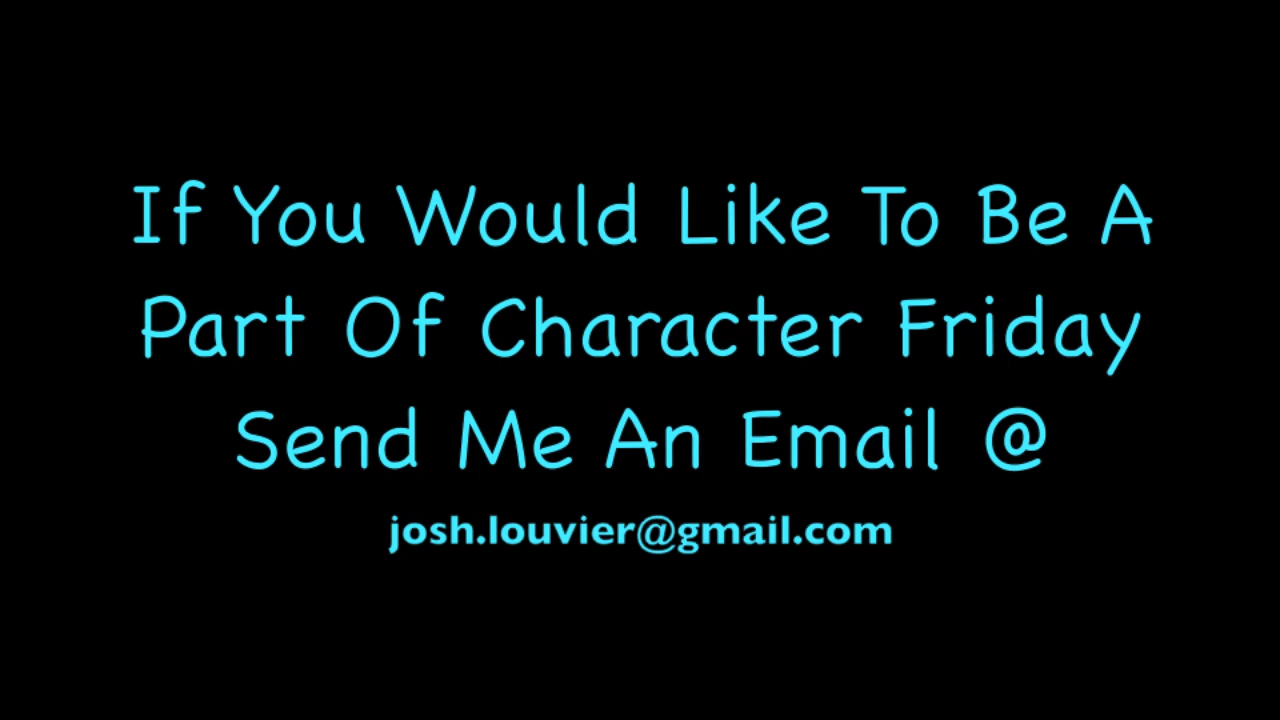 If You Would Like To Be A
Part Of Character Friday
Send Me An Email @
josh.louvier@gmail.com